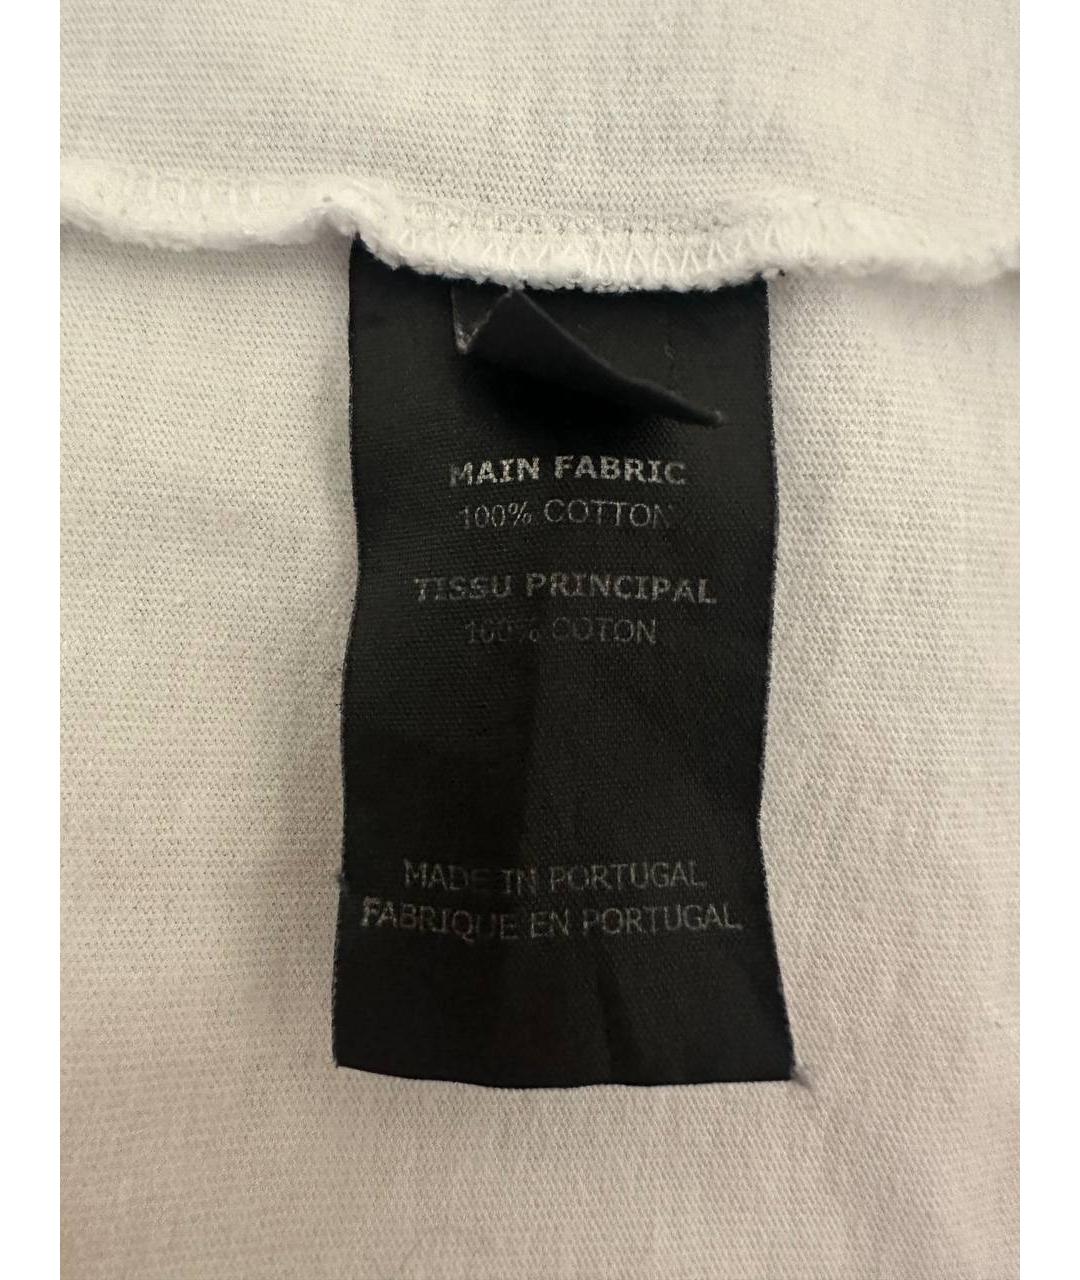 MAIN FABRIC
100% COTTON
TISSU PRINCIPAL
100% COTON
MADE IN PORTUGAL
FABRIQUE EN PORTUGAL